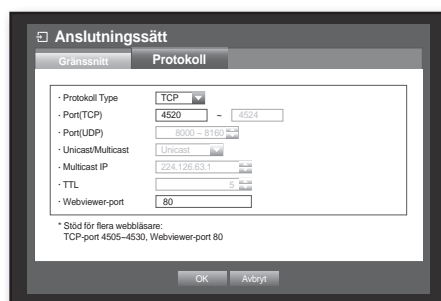 Anslutningssätt
Gränssnitt Protokoll
· Protokoll Type TCP
· Port(TCP) 4520 ~ 4524
· Port(UDP) 8000 ~ 8160
· Unicast/Multicast Unicast
· Multicast IP 224.126.63.1
· TTL 5
· Webviewer-port 80
* Stöd för flera webbläsare:
TCP-port 4505~4530, Webviewer-port 80
OK Avbryt